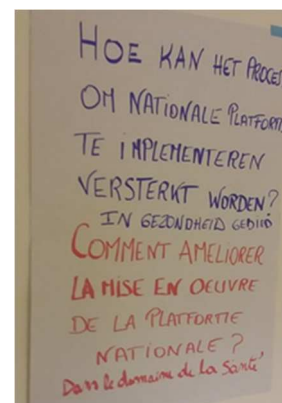 HOE KAN HET PROCES
OM NATIONALE PLATFORM
TE IMPLEMENTEREN
VERSTERKT WORDEN?
IN GEZONDHEID GEBIED
COMMENT AMELIORER
LA MISE EN OEUVRE
DE LA PLATFORME
NATIONALE?
Dans le domaine de la Santé